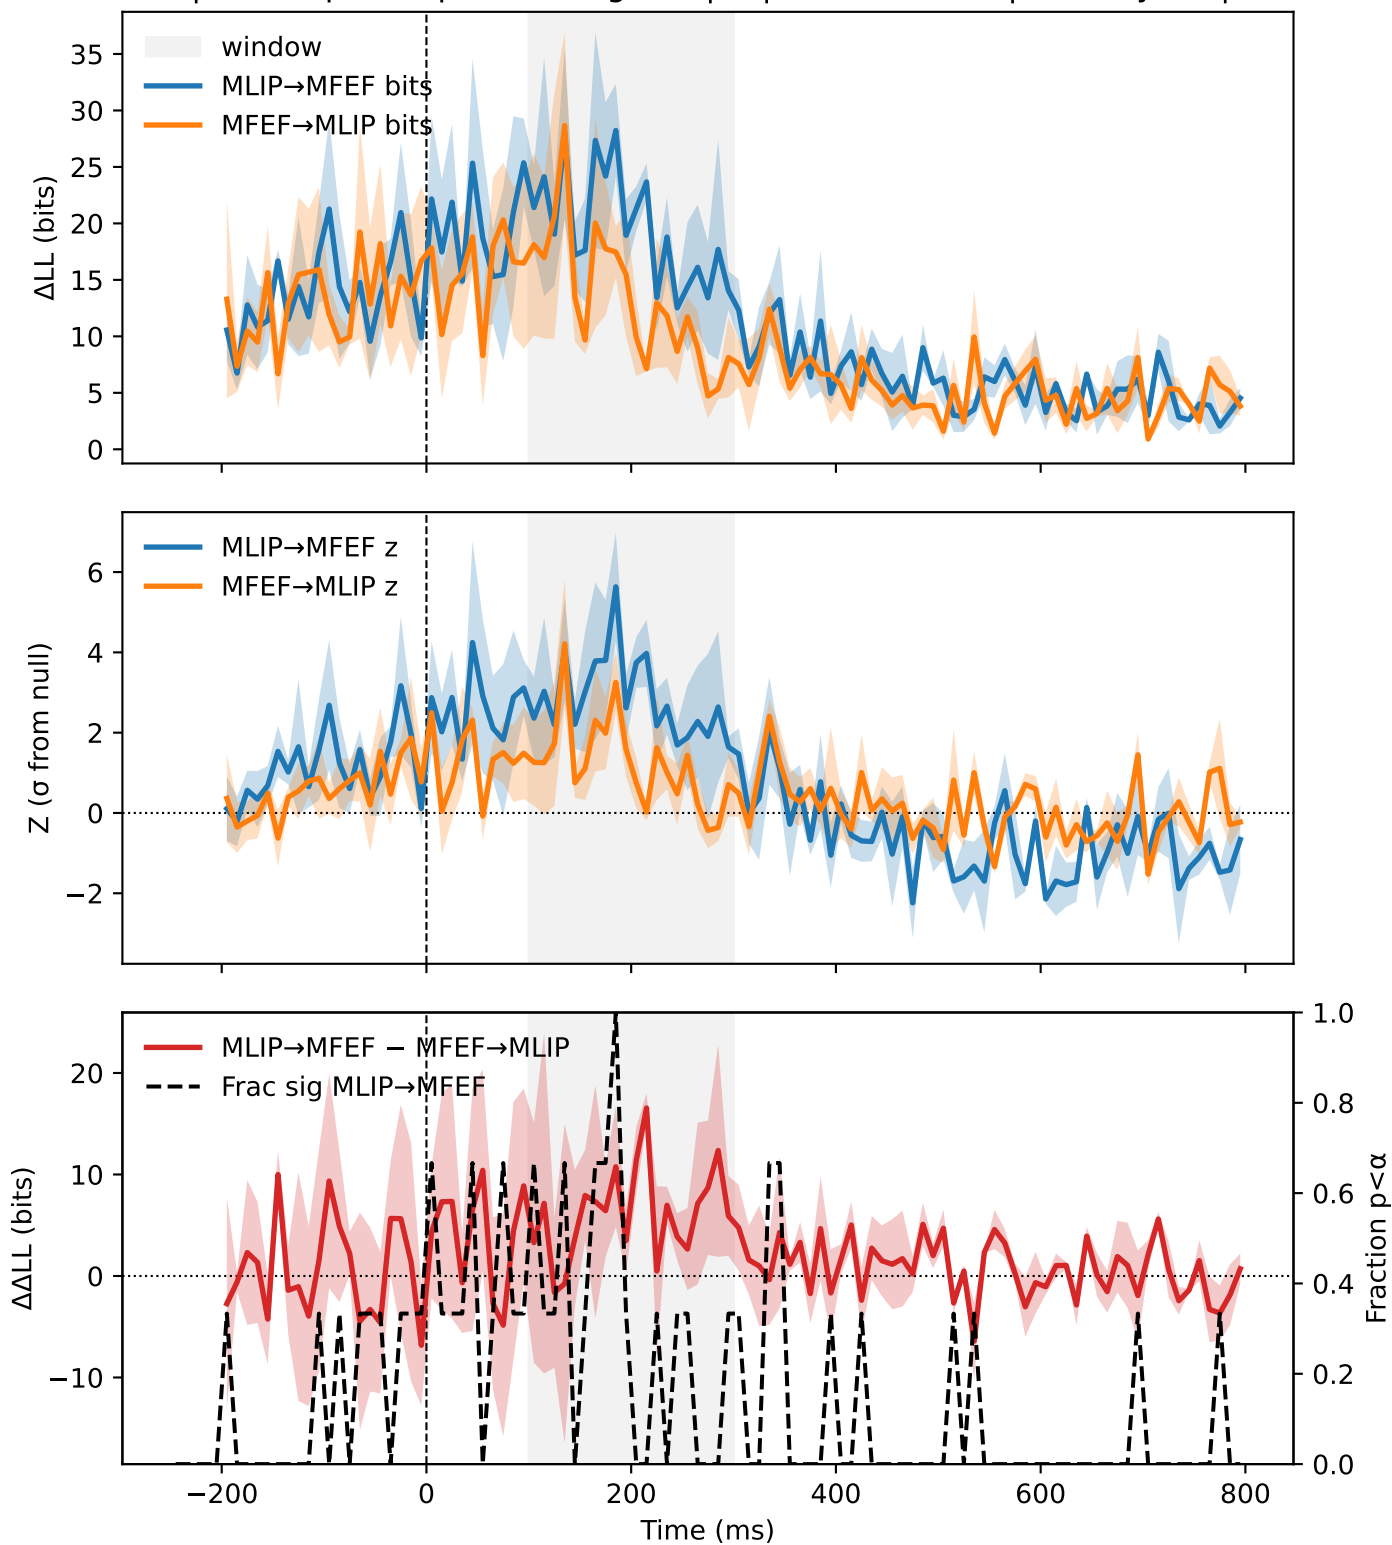 35
30
25
20
15
10
5
0
ΔLL (bits)
window
MLIP→MFEF bits
MFEF→MLIP bits
6
4
2
0
−2
Z (σ from null)
MLIP→MFEF z
MFEF→MLIP z
20
10
0
−10
ΔΔLL (bits)
MLIP→MFEF − MFEF→MLIP
Frac sig MLIP→MFEF
1.0
0.8
0.6
0.4
0.2
0.0
Fraction p<α
−200
0
200
400
600
800
Time (ms)